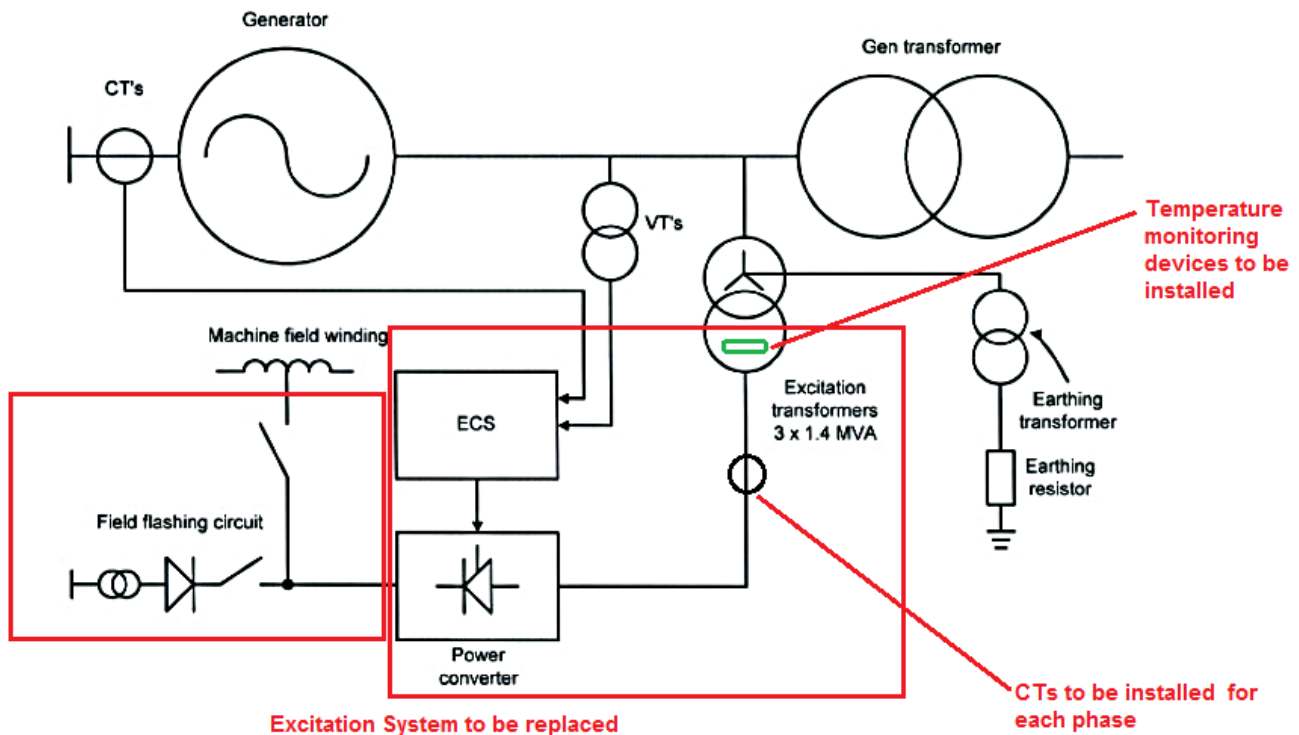 Generator
Gen transformer
CT's
VT's
Temperature
monitoring
devices to be
installed
Machine field winding
ECS
Excitation
transformers
3 x 1.4 MVA
Earthing
transformer
Earthing
resistor
Field flashing circuit
Power
converter
CTs to be installed for
each phase
Excitation System to be replaced